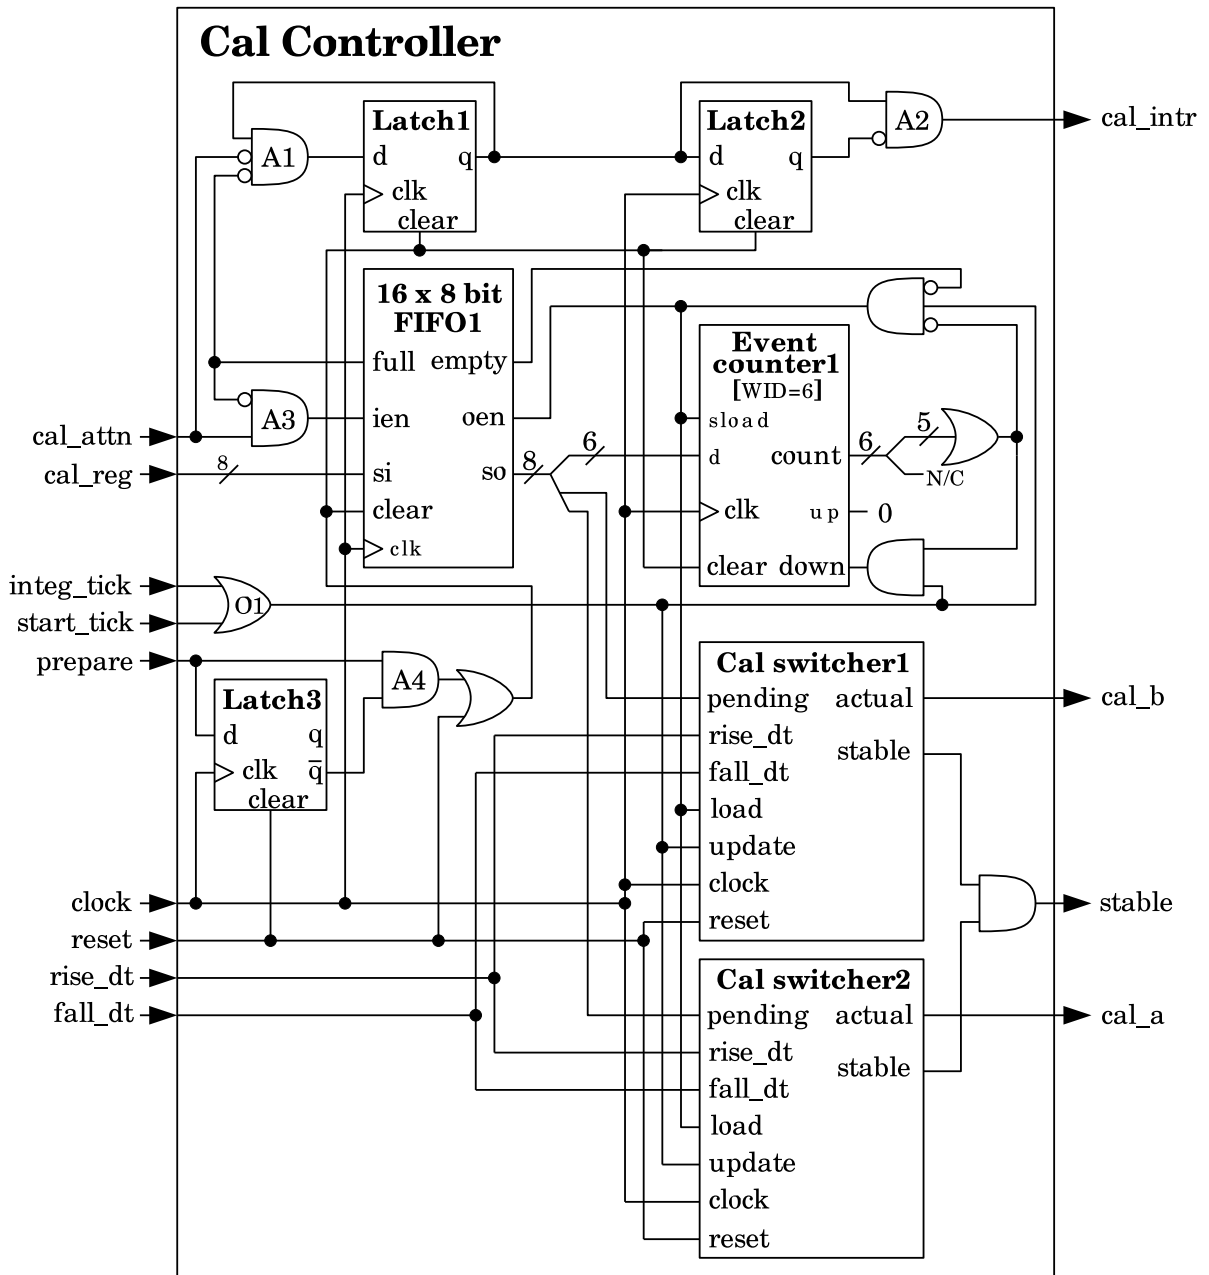 Cal Controller
Latch1
d q
clk
clear
A1
Latch2
d q
clk
clear
A2
cal_intr
16 x 8 bit
FIFO1
full empty
ien oen
si so
clear
clk
A3
cal_attn
cal_reg
8
8
6
Event
counter1
[WID=6]
sload
d count
clk up
clear down
6
5
N/C
0
integ_tick
start_tick
O1
prepare
A4
Latch3
d q
clk q̅
clear
Cal switcher1
pending actual
rise_dt
stable
fall_dt
load
update
clock
reset
cal_b
clock
reset
rise_dt
fall_dt
stable
Cal switcher2
pending actual
rise_dt
stable
fall_dt
load
update
clock
reset
cal_a